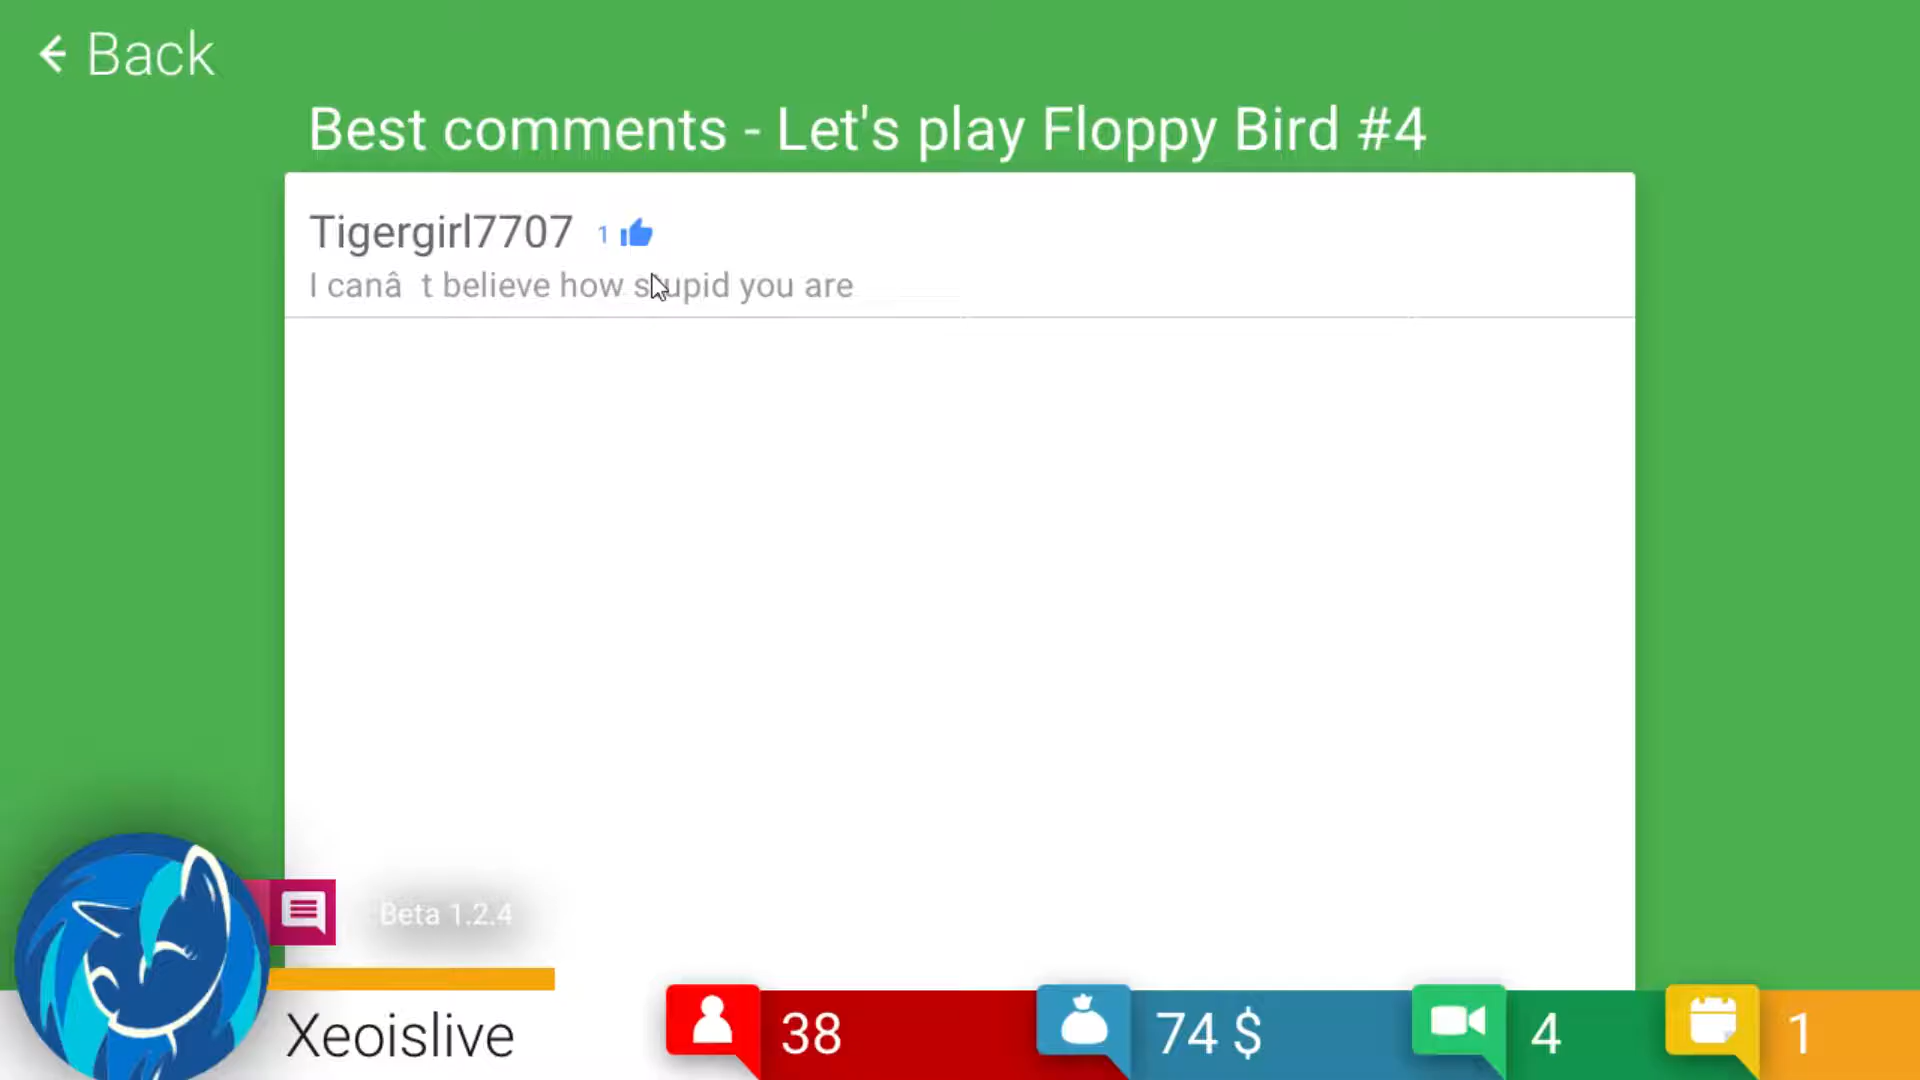 Back
Best comments - Let's play Floppy Bird #4
Tigergirl7707 1
I canâ t believe how stupid you are
Beta 1.2.4
Xeoislive
38
74 $
4
1